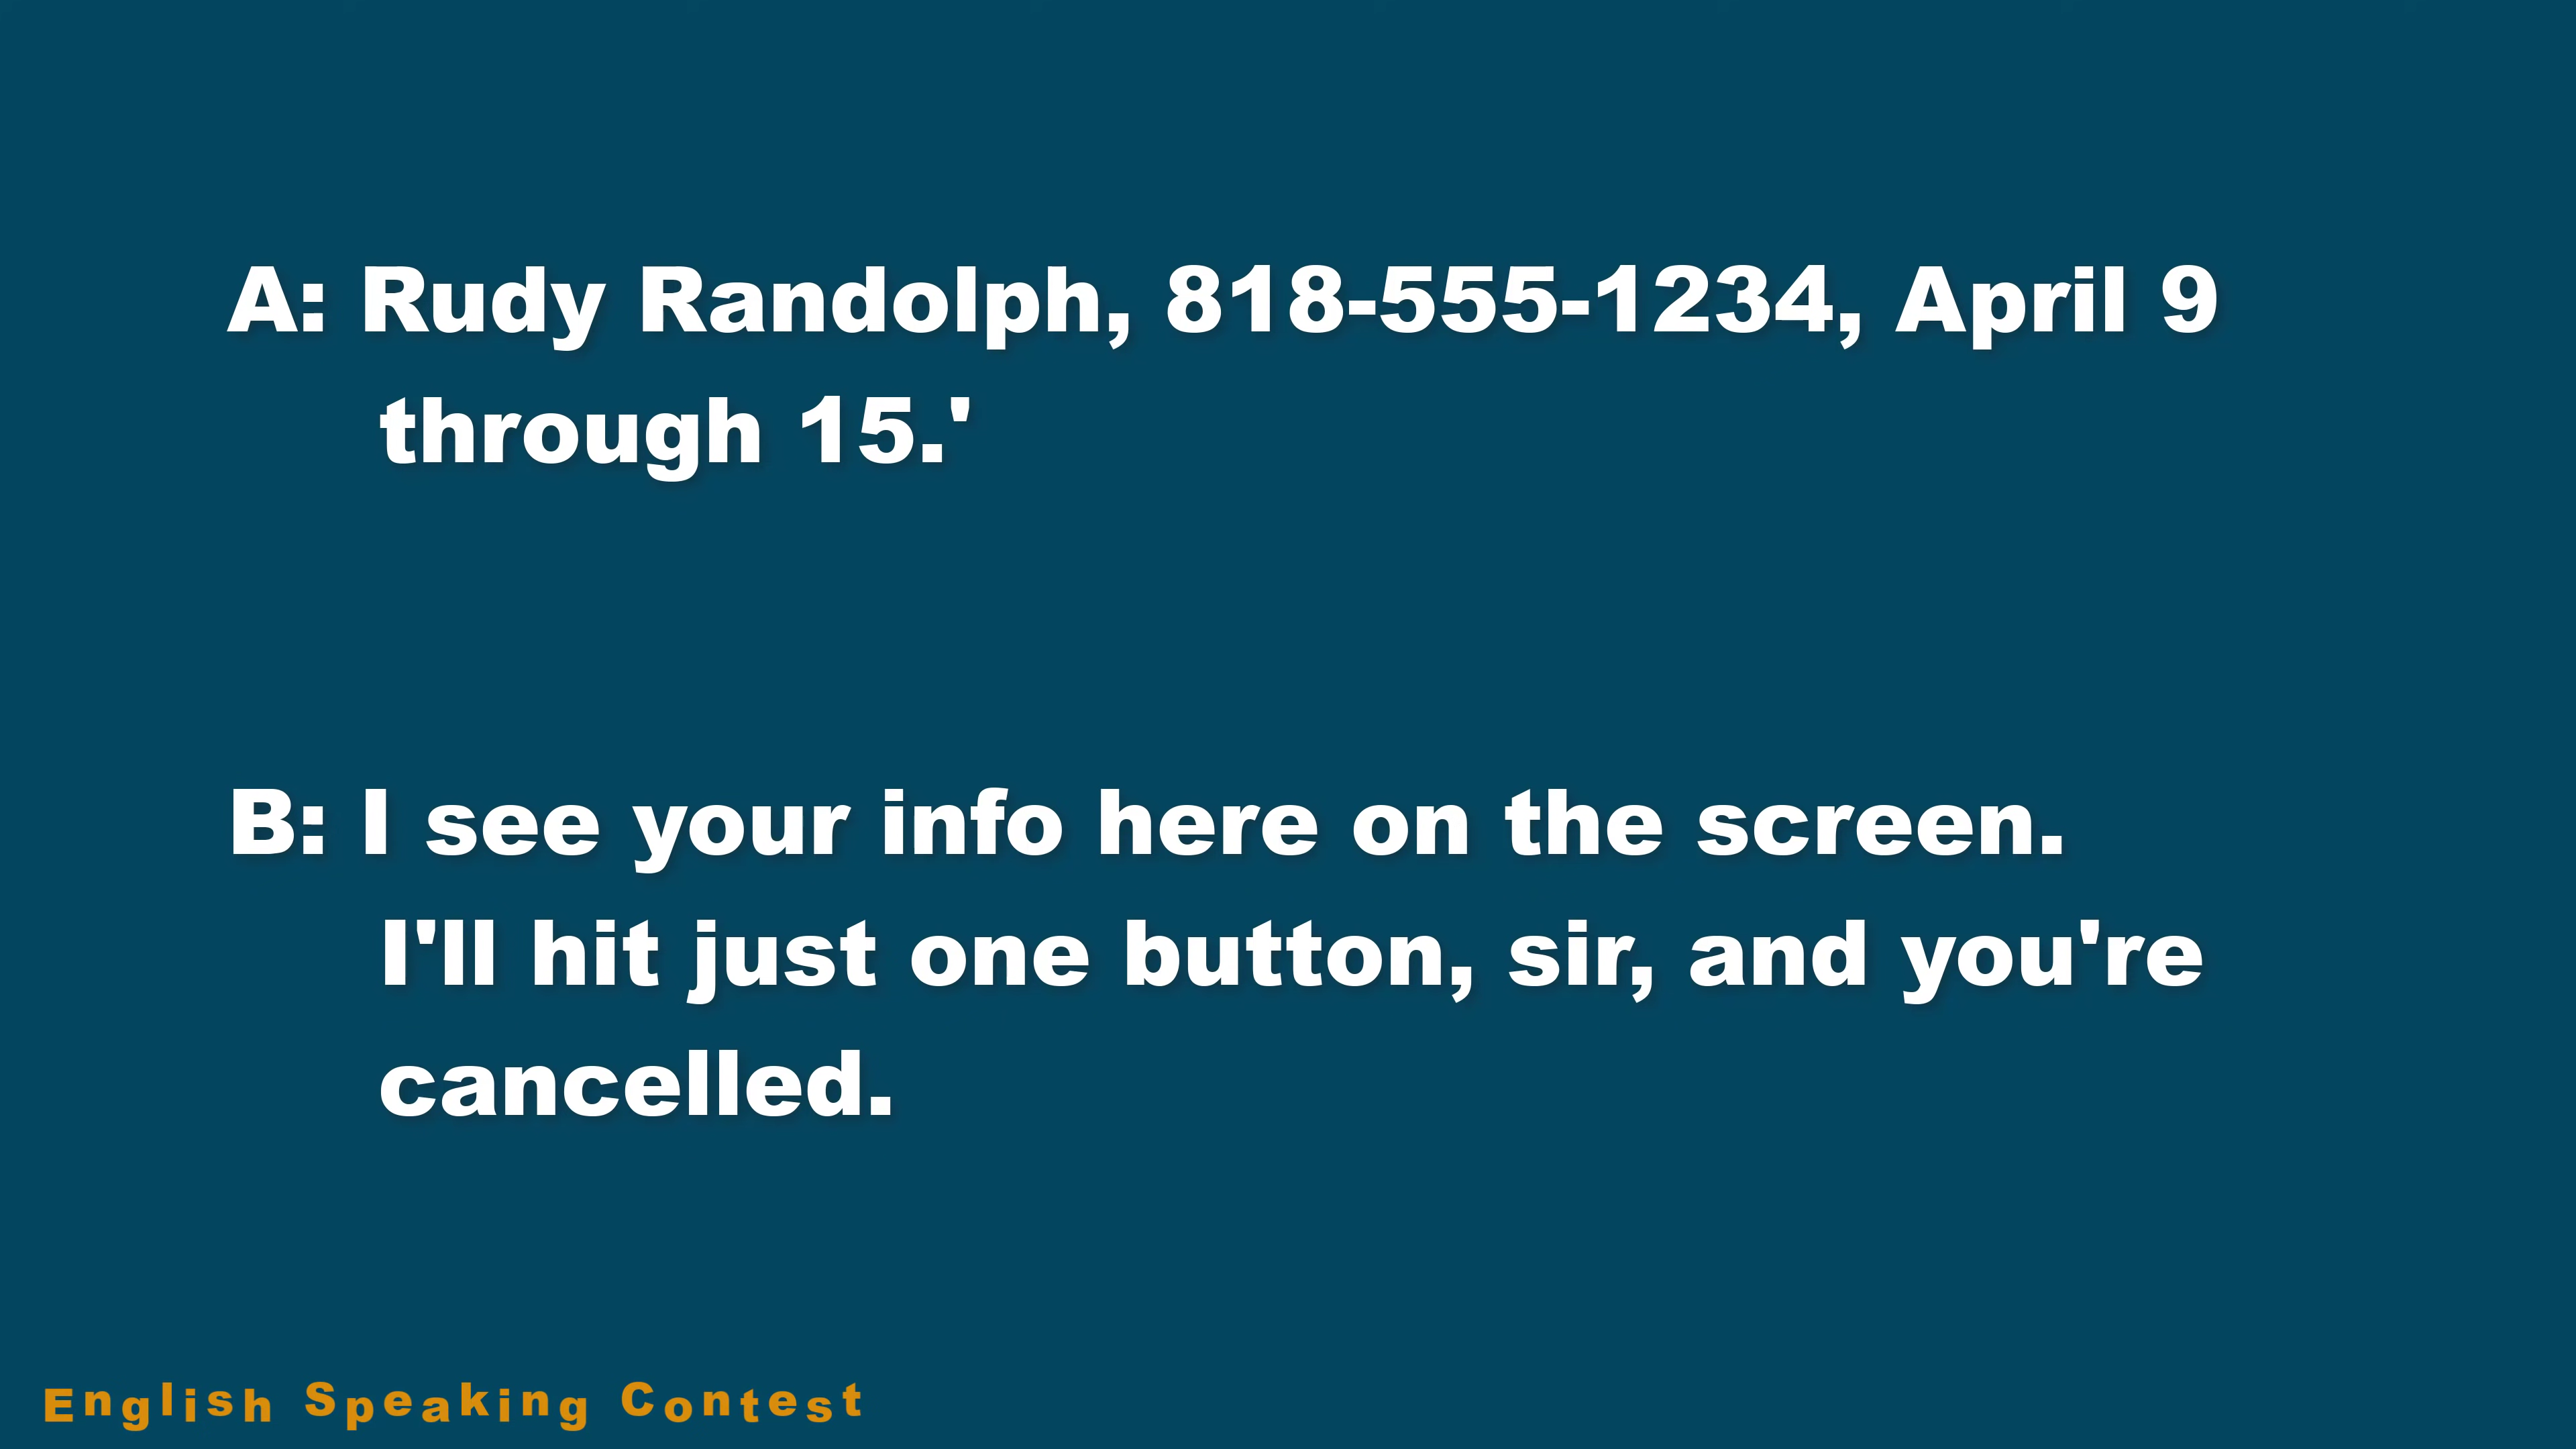 A: Rudy Randolph, 818-555-1234, April 9
through 15.'
B: I see your info here on the screen.
I'll hit just one button, sir, and you're
cancelled.
English Speaking Contest